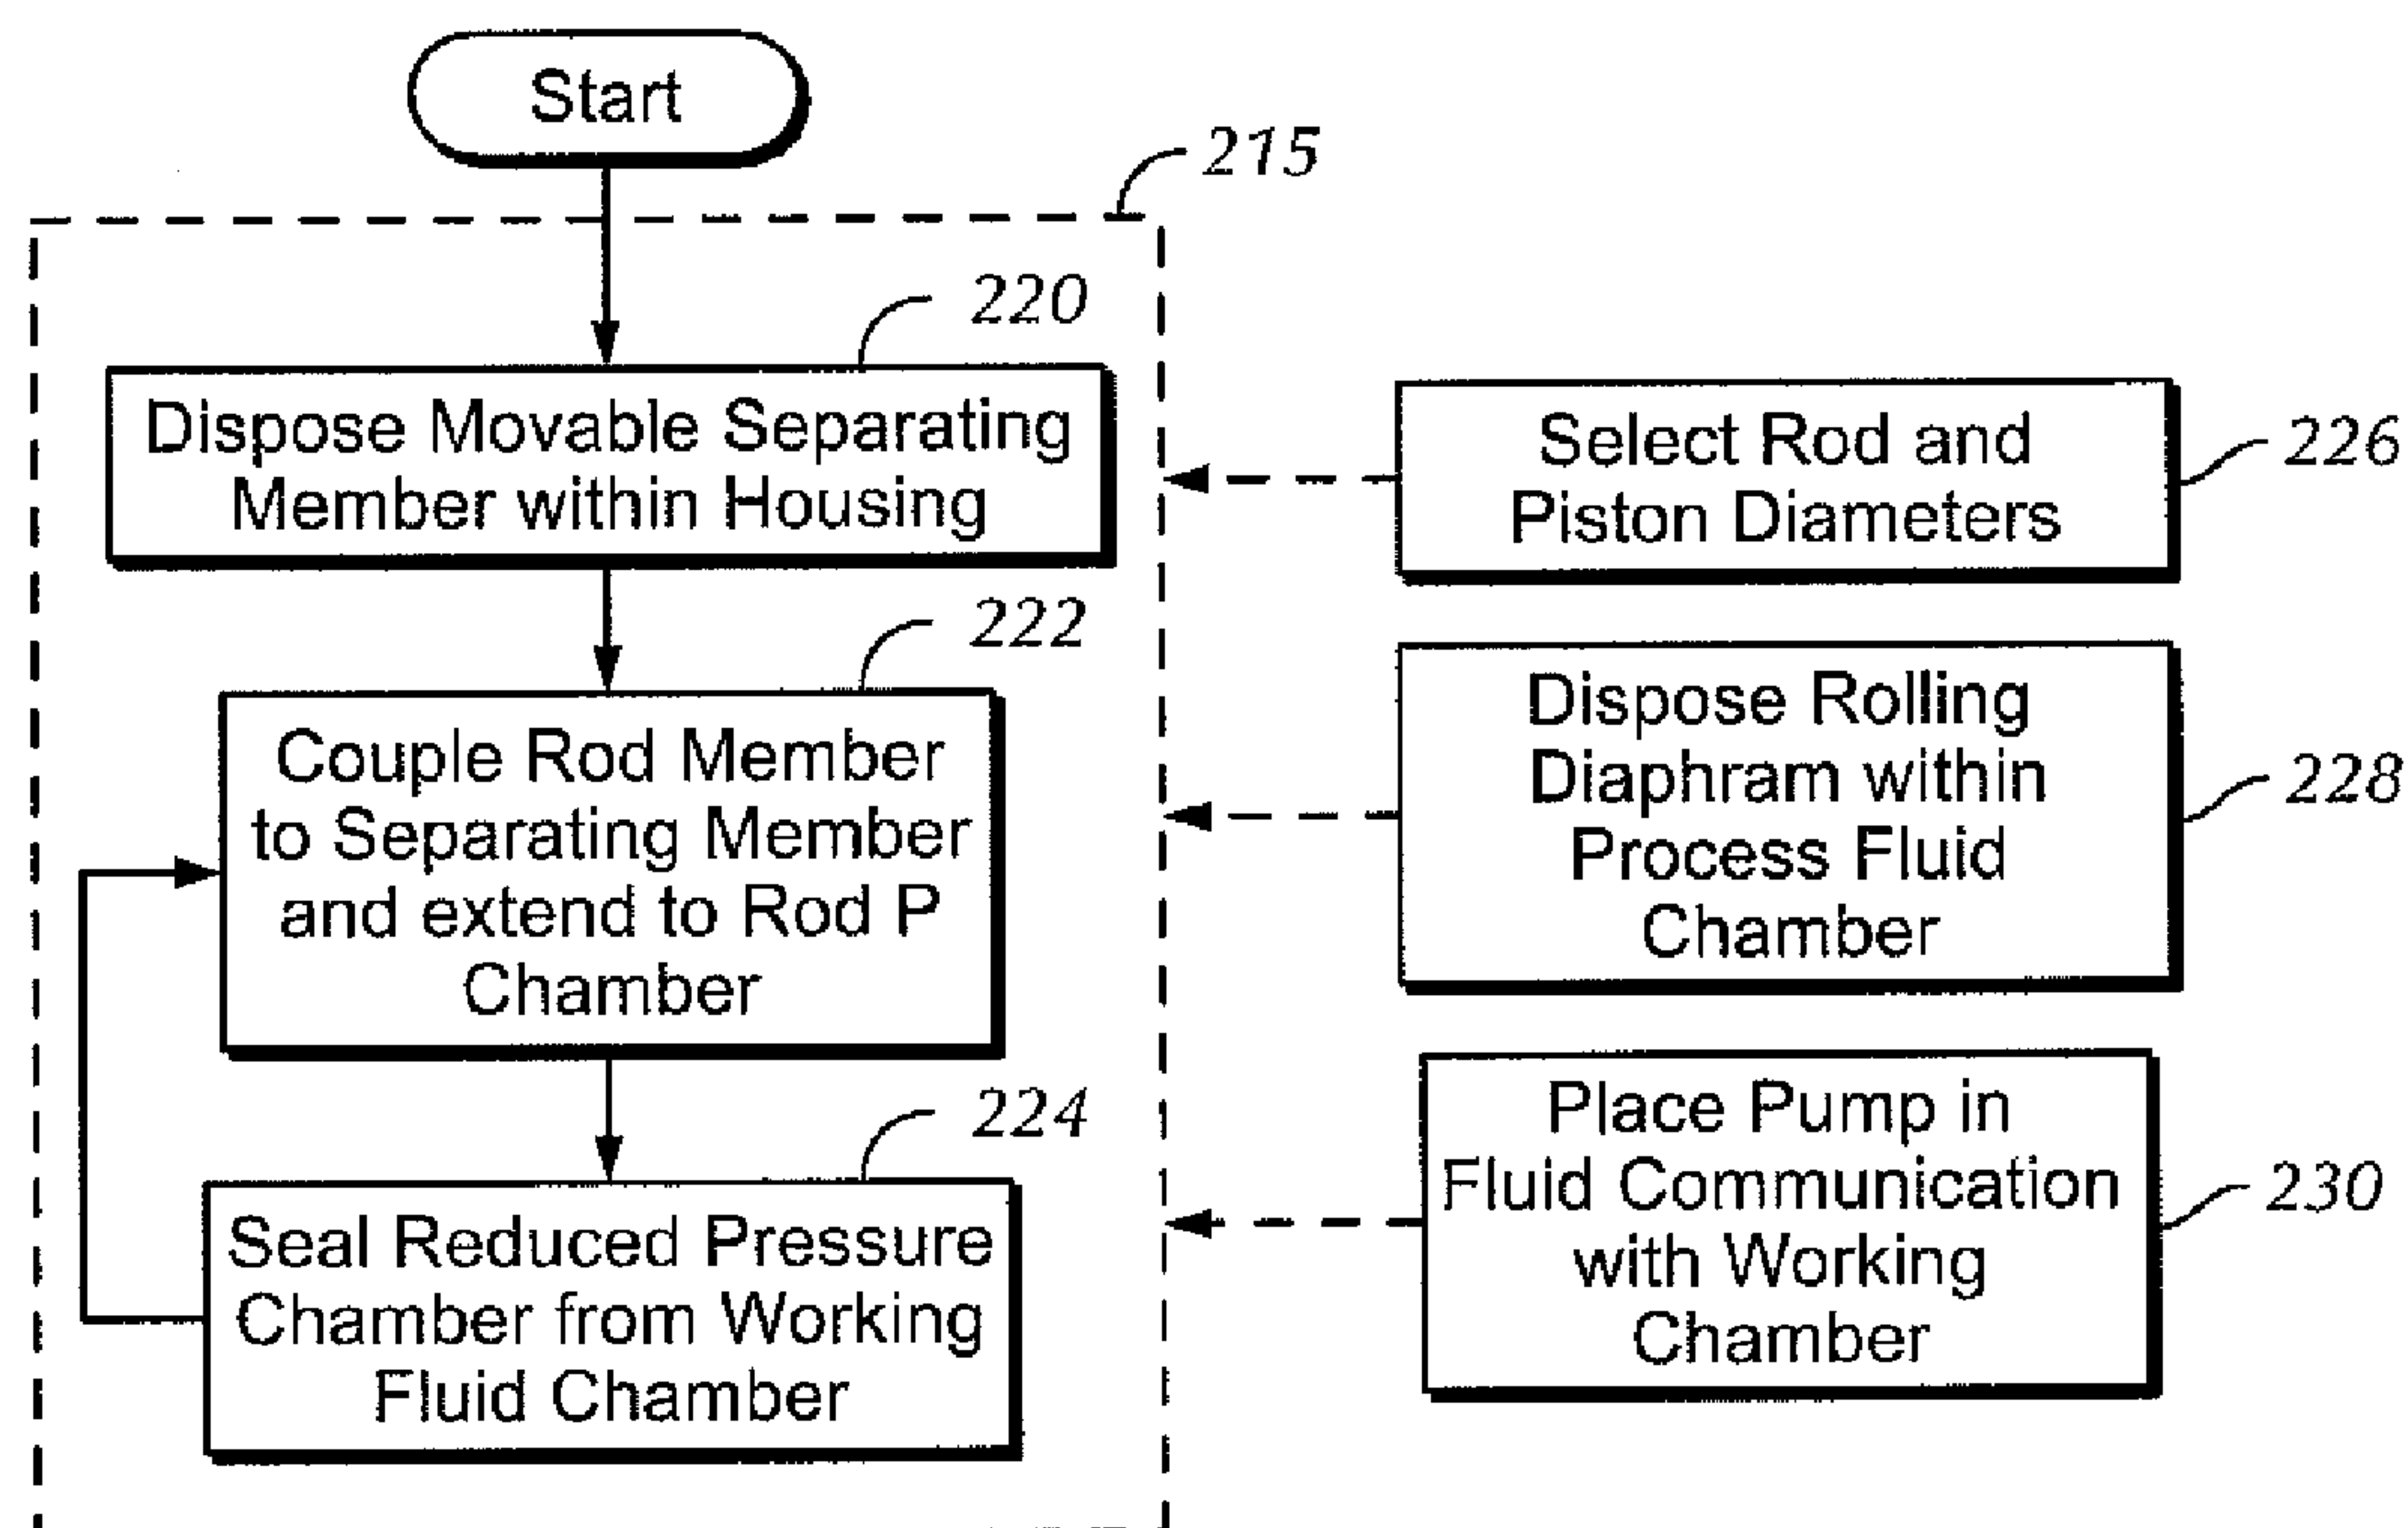 Start
215
220
Dispose Movable Separating
Member within Housing
222
Couple Rod Member
to Separating Member
and extend to Rod P
Chamber
224
Seal Reduced Pressure
Chamber from Working
Fluid Chamber
Select Rod and
Piston Diameters
226
Dispose Rolling
Diaphram within
Process Fluid
Chamber
228
Place Pump in
Fluid Communication
with Working
Chamber
230